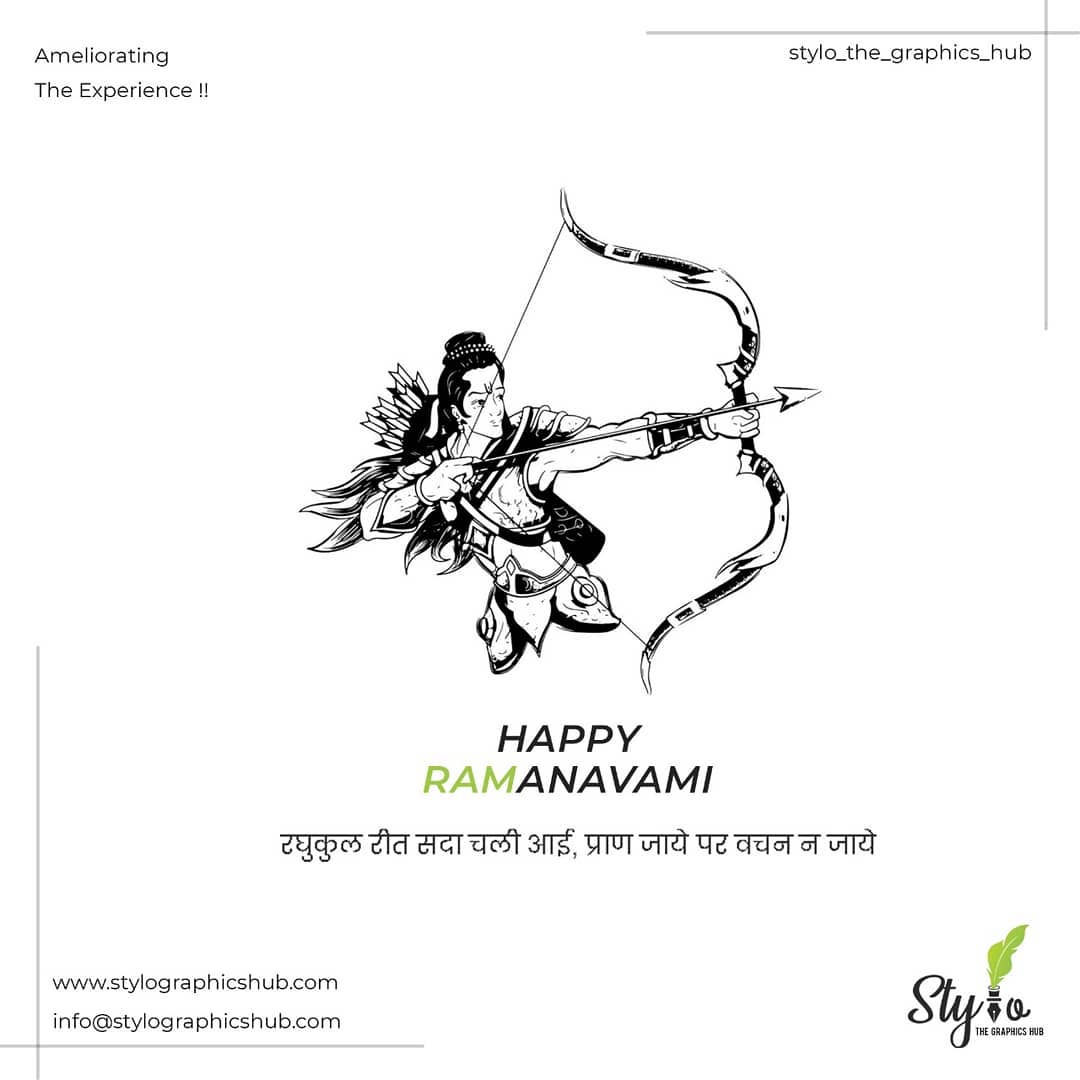 Ameliorating
The Experience !!
stylo_the_graphics_hub
HAPPY
RAMANAVAMI
रघुकुल रीत सदा चली आई, प्राण जाये पर वचन न जाये
www.stylographicshub.com
info@stylographicshub.com
Stylo
THE GRAPHICS HUB